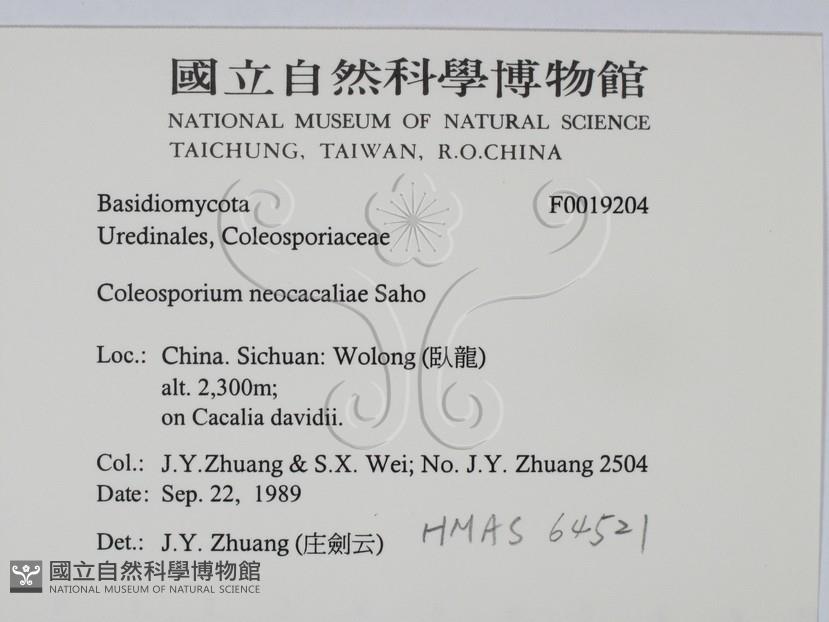 國立自然科學博物館
NATIONAL MUSEUM OF NATURAL SCIENCE
TAICHUNG, TAIWAN, R.O.CHINA
Basidiomycota F0019204
Uredinales, Coleosporiaceae
Coleosporium neocacaliae Saho
Loc.: China. Sichuan: Wolong (臥龍)
alt. 2,300m;
on Cacalia davidii.
Col.: J.Y.Zhuang & S.X. Wei; No. J.Y. Zhuang 2504
Date: Sep. 22, 1989
Det.: J.Y. Zhuang (庄劍云) HMAS 64521
國立自然科學博物館
NATIONAL MUSEUM OF NATURAL SCIENCE